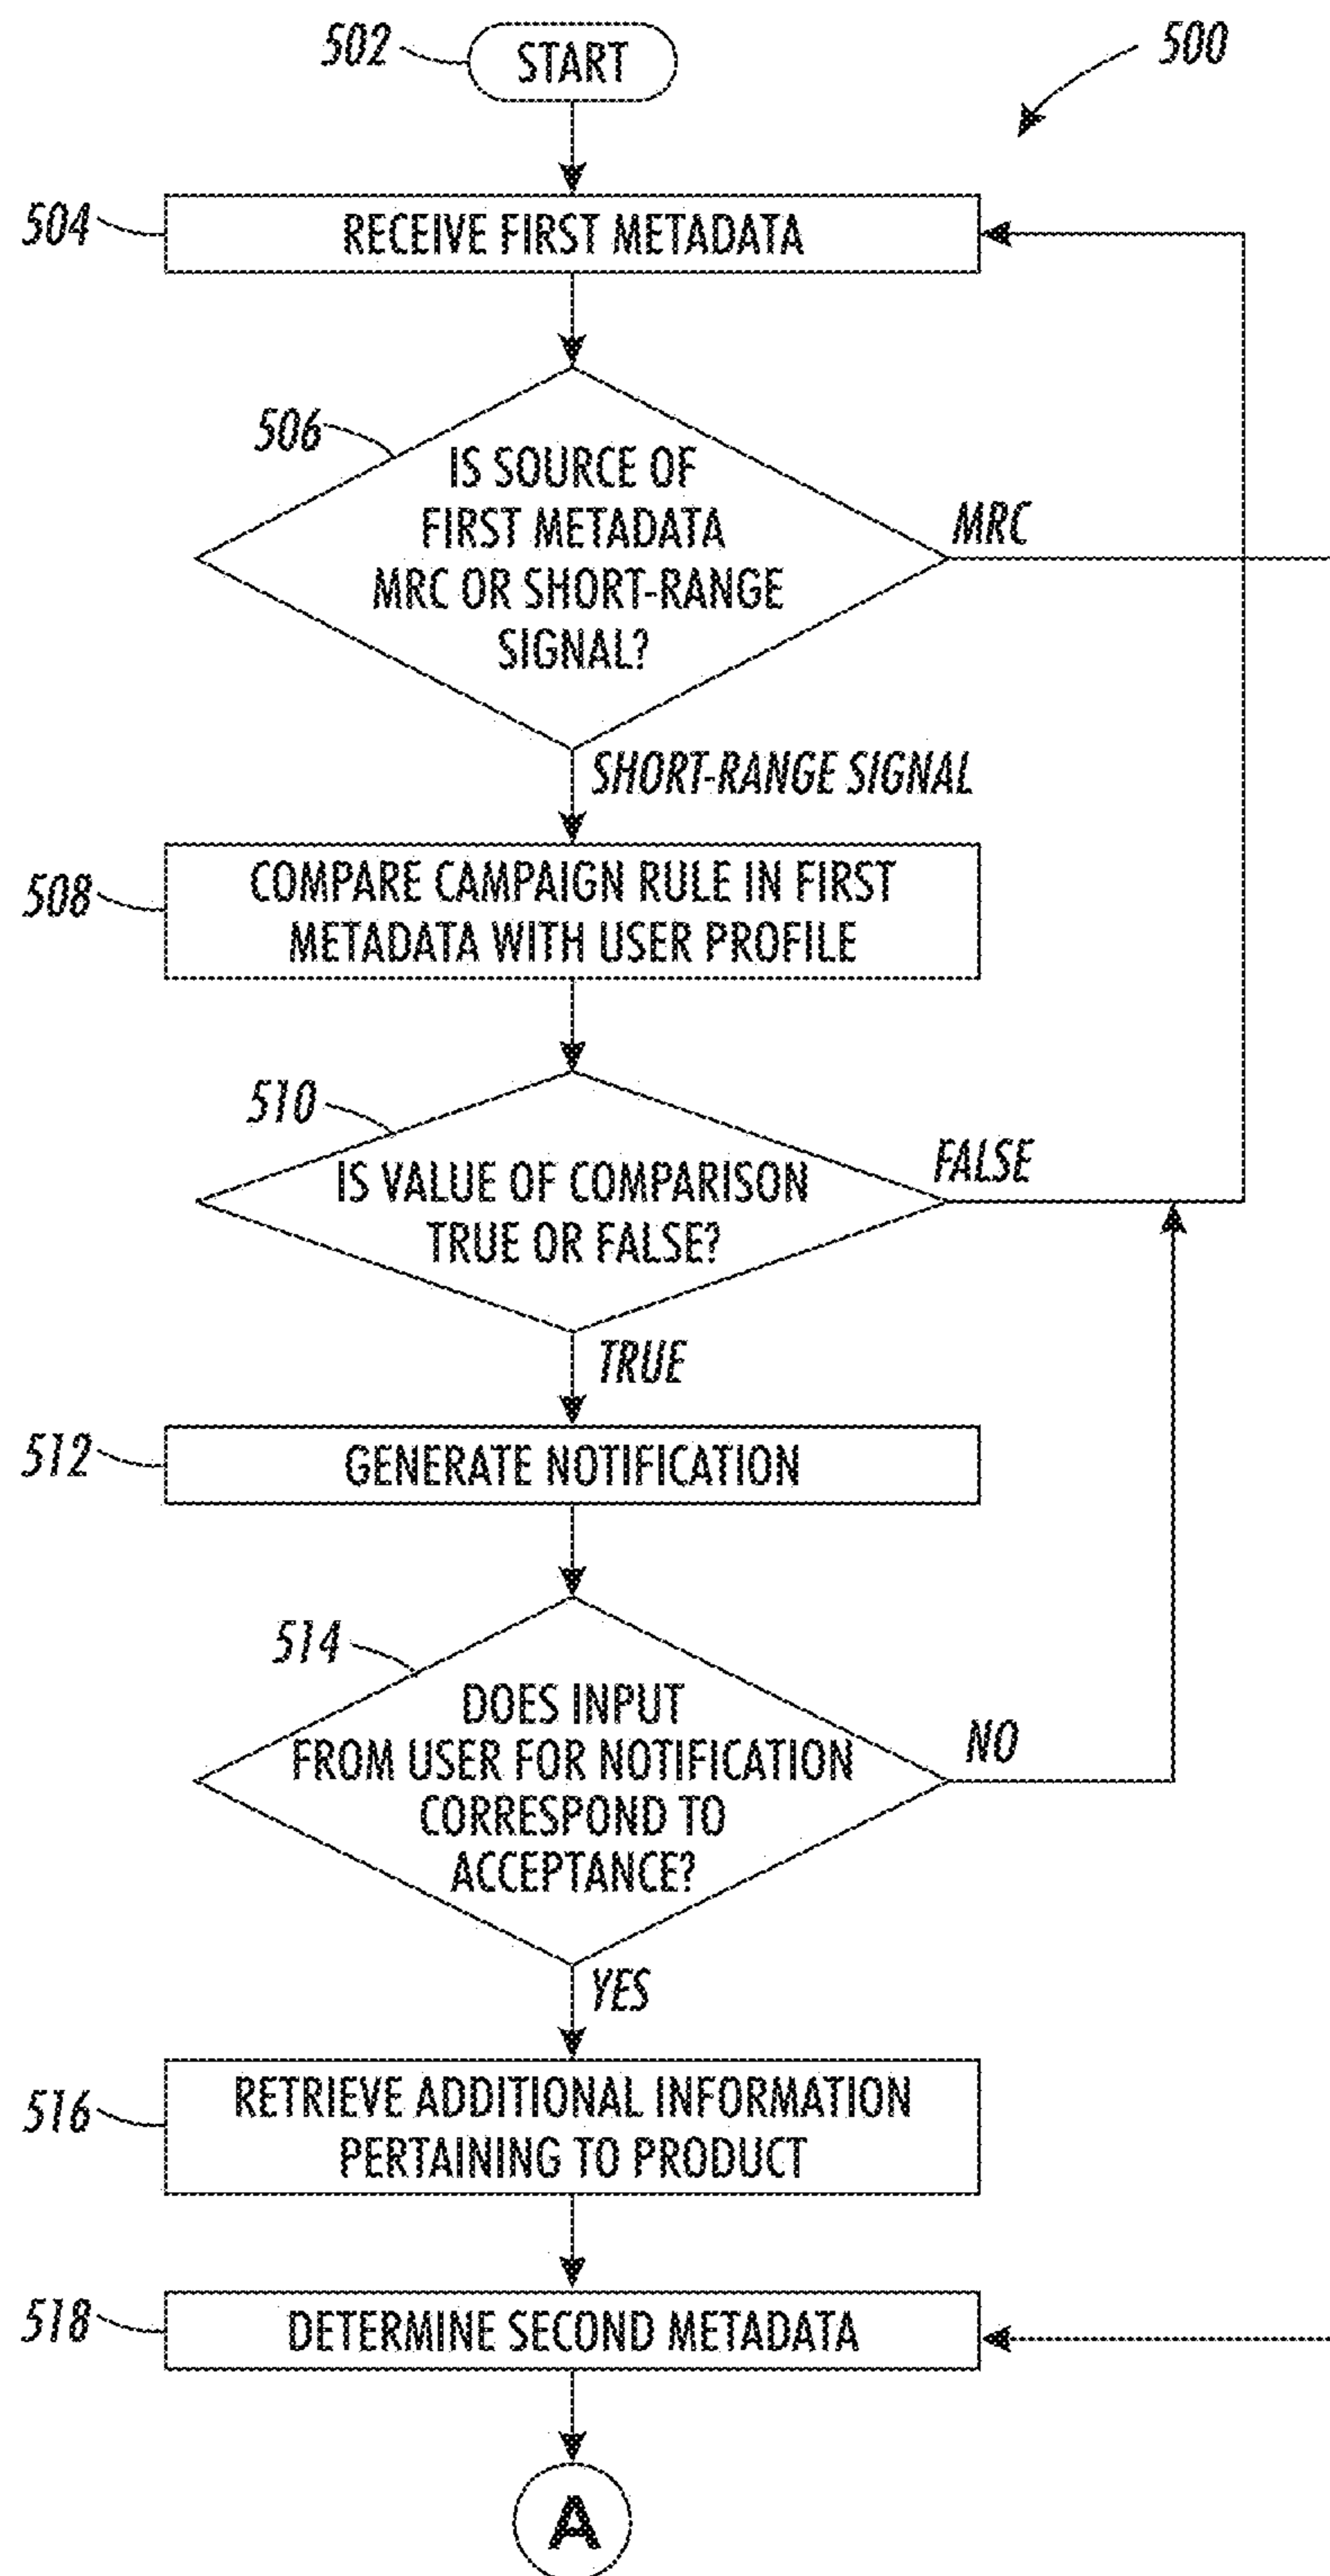 502
START
500
504
RECEIVE FIRST METADATA
506
IS SOURCE OF
FIRST METADATA
MRC OR SHORT-RANGE
SIGNAL?
MRC
SHORT-RANGE SIGNAL
508
COMPARE CAMPAIGN RULE IN FIRST
METADATA WITH USER PROFILE
510
IS VALUE OF COMPARISON
TRUE OR FALSE?
FALSE
TRUE
512
GENERATE NOTIFICATION
514
DOES INPUT
FROM USER FOR NOTIFICATION
CORRESPOND TO
ACCEPTANCE?
NO
YES
516
RETRIEVE ADDITIONAL INFORMATION
PERTAINING TO PRODUCT
518
DETERMINE SECOND METADATA
A